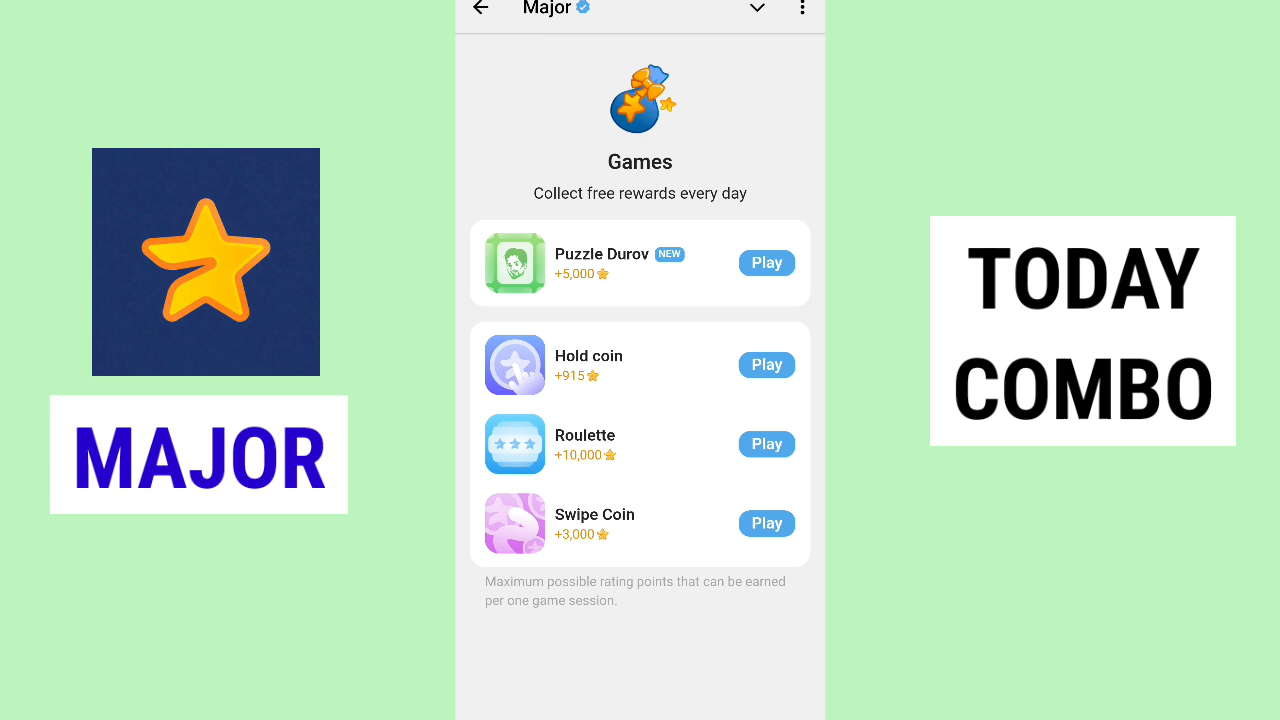 Major
Games
Collect free rewards every day
Puzzle Durov NEW
+5,000
Play
Hold coin
+915
Play
Roulette
+10,000
Play
Swipe Coin
+3,000
Play
Maximum possible rating points that can be earned
per one game session.
MAJOR
TODAY
COMBO